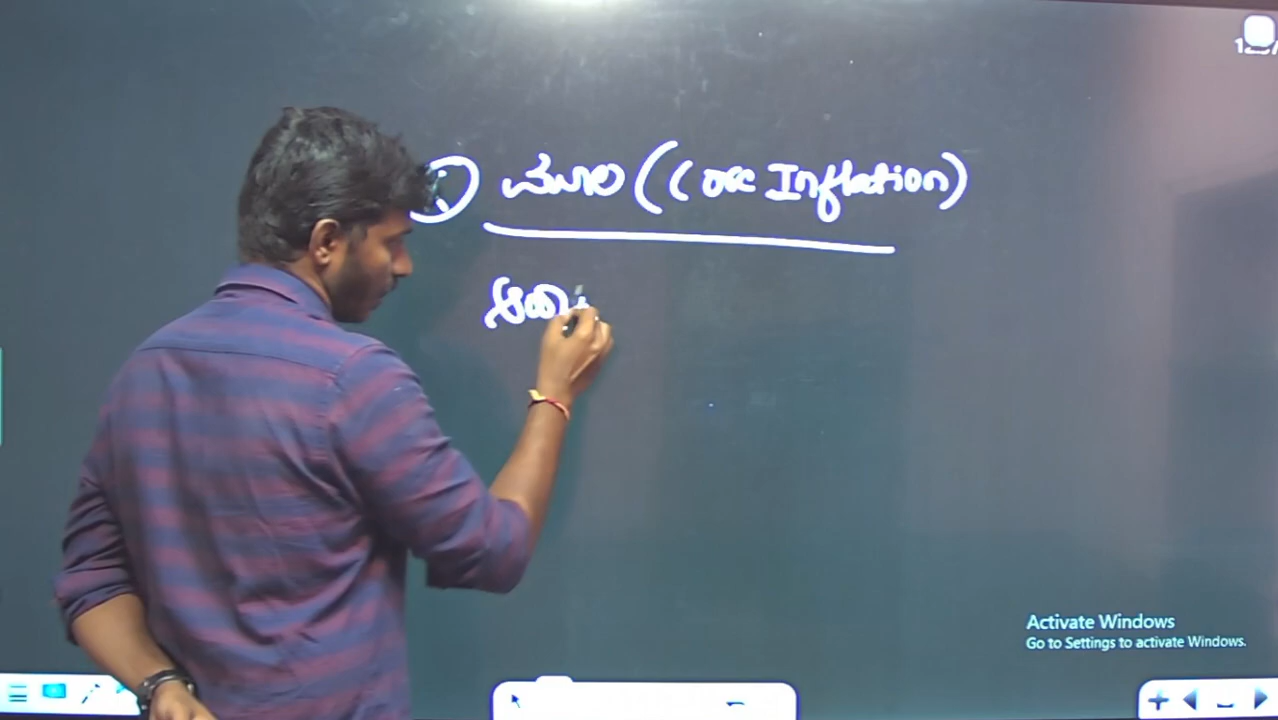 ಮೂಲ (Core Inflation)
Activate Windows
Go to Settings to activate Windows.